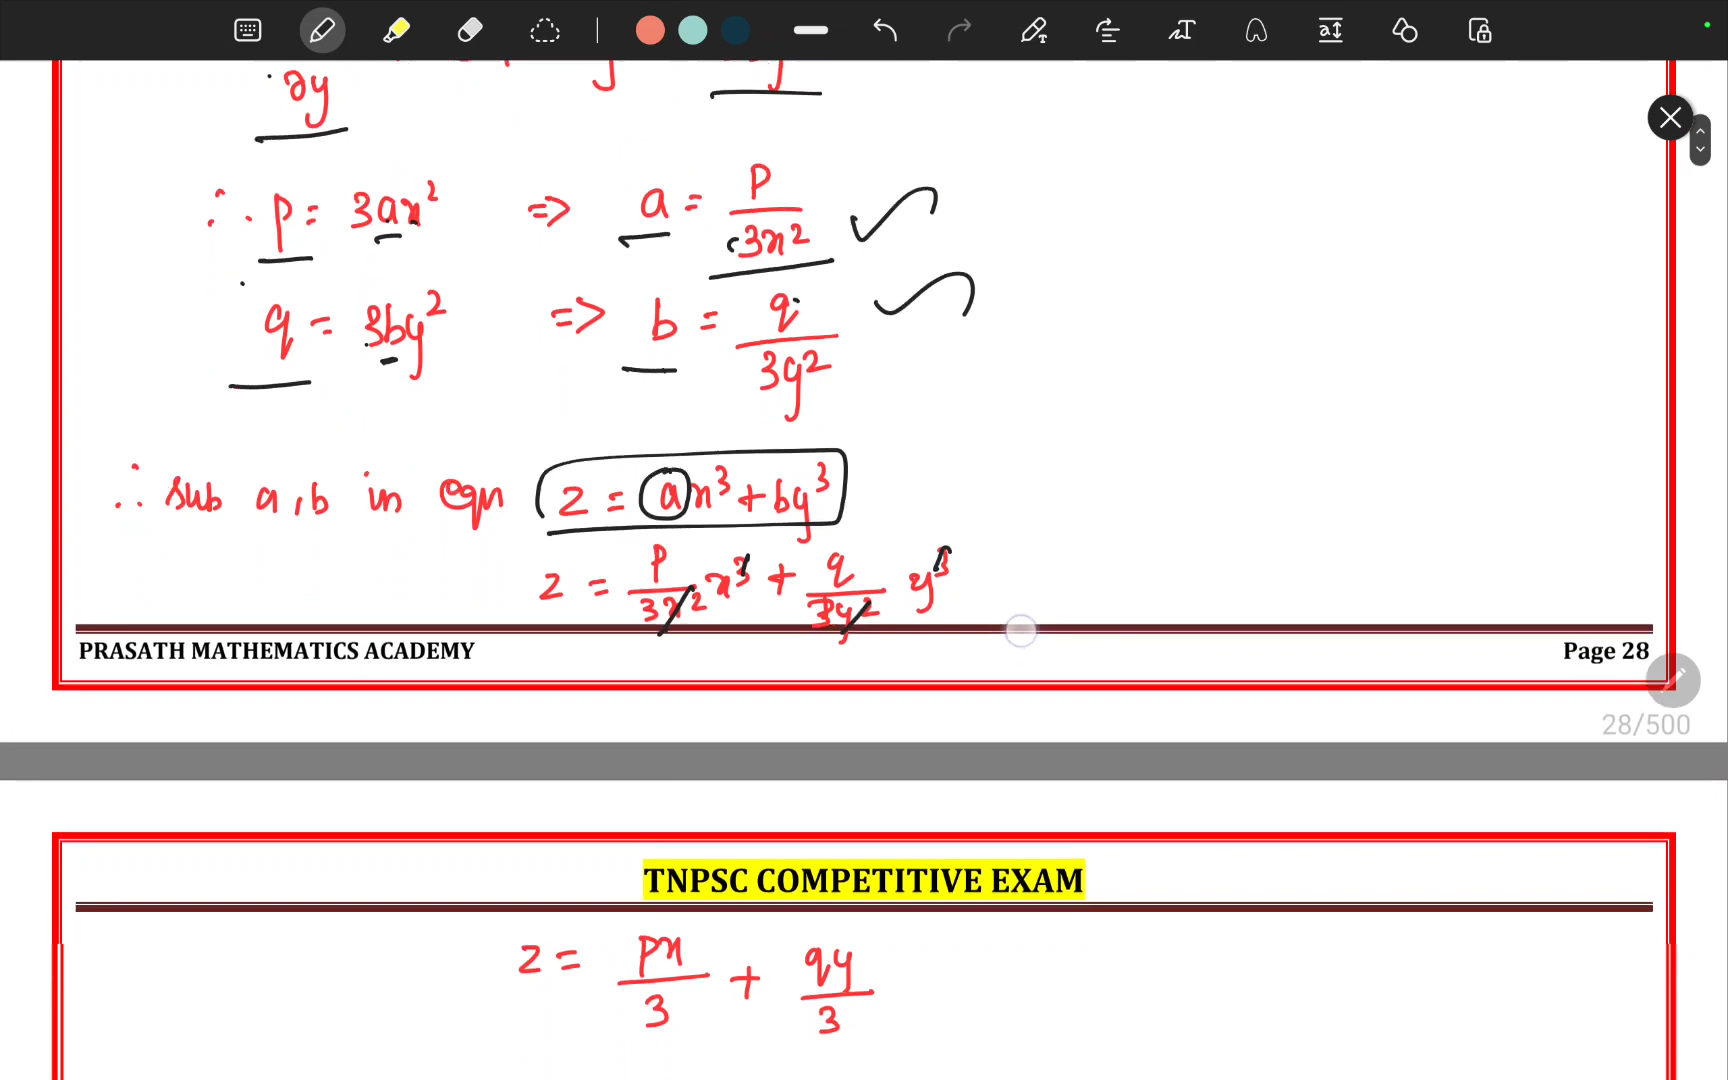 ∂y
∴ p = 3ax² => a = p/3x²
q = 3by² => b = q/3y²
∴ sub a, b in eqn z = ax³ + by³
z = p/3x² x³ + q/3y² y³
PRASATH MATHEMATICS ACADEMY Page 28
28/500
TNPSC COMPETITIVE EXAM
z = px/3 + qy/3